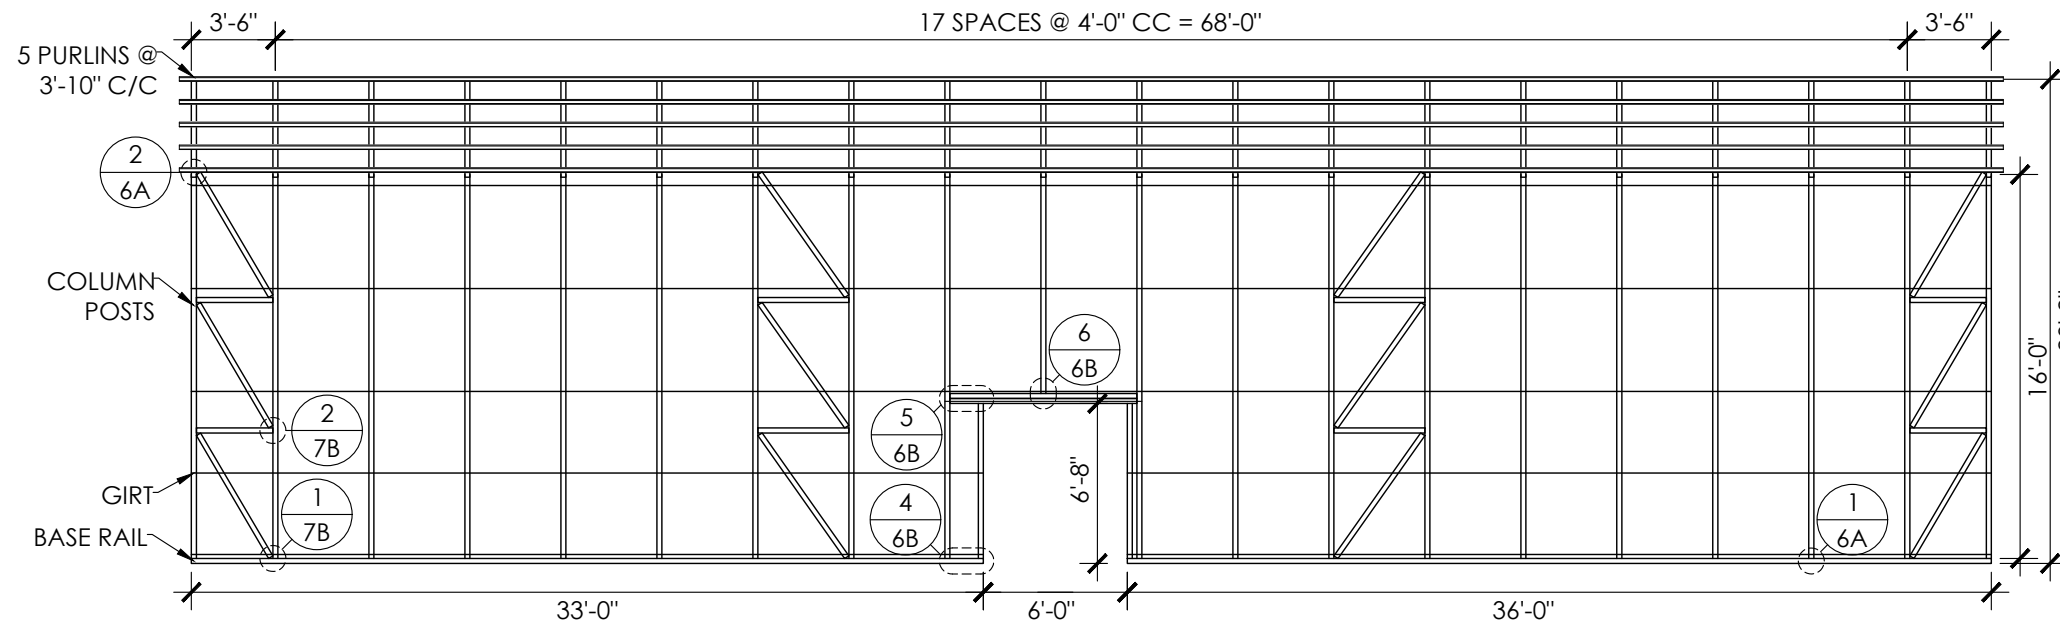 3'-6"
17 SPACES @ 4'-0" CC = 68'-0"
3'-6"
5 PURLINS @
3'-10" C/C
2
6A
COLUMN
POSTS
6
6B
16'-0"
2
7B
5
6B
6'-8"
GIRT
1
7B
4
6B
1
6A
BASE RAIL
33'-0"
6'-0"
36'-0"